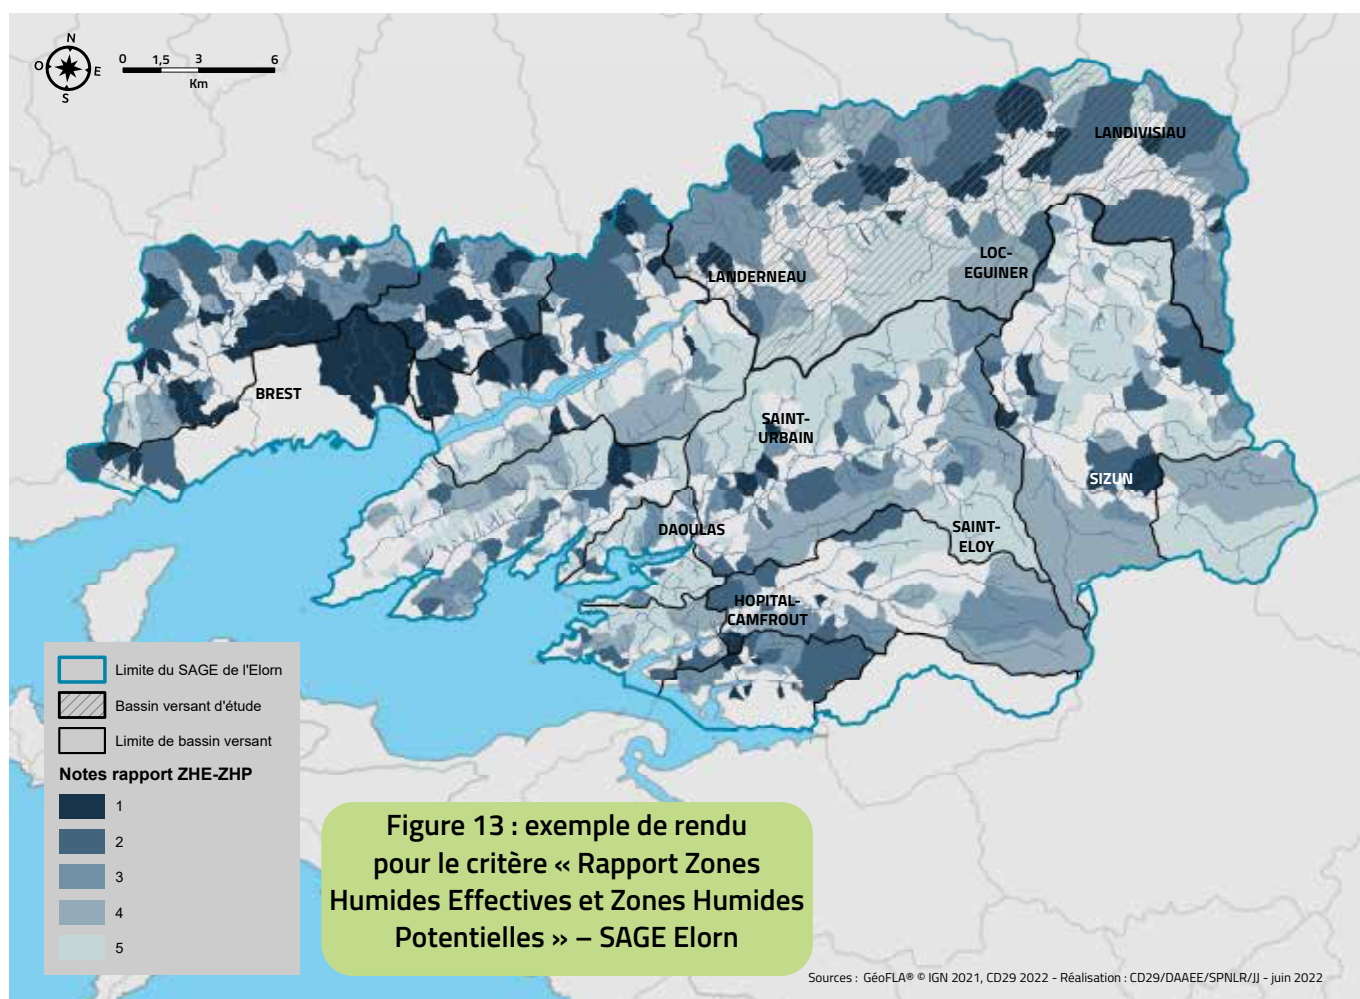 N
O
E
S
0 1,5 3 6
Km
LANDIVISIAU
LOC-
EGUINER
LANDERNEAU
BREST
SAINT-
URBAIN
SIZUN
DAOULAS
SAINT-
ELOY
HOPITAL-
CAMFROUT
Limite du SAGE de l'Elorn
Bassin versant d'étude
Limite de bassin versant
Notes rapport ZHE-ZHP
1
2
3
4
5
Figure 13 : exemple de rendu
pour le critère « Rapport Zones
Humides Effectives et Zones Humides
Potentielles » – SAGE Elorn
Sources : GéoFLA® © IGN 2021, CD29 2022 - Réalisation : CD29/DAAEE/SPNLR/JJ - juin 2022